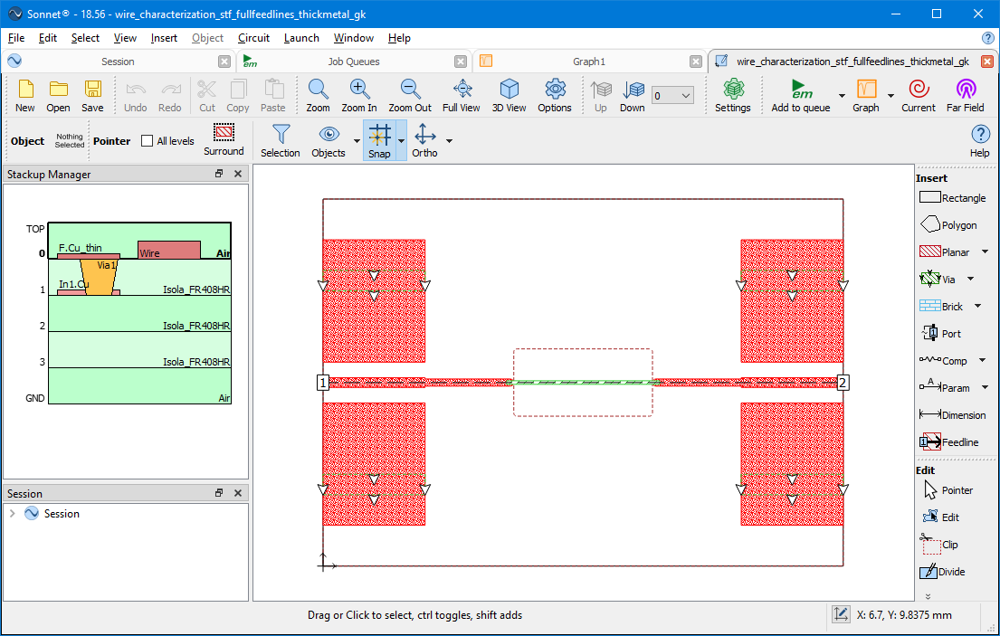 Sonnet® - 18.56 - wire_characterization_stf_fullfeedlines_thickmetal_gk
File Edit Select View Insert Object Circuit Launch Window Help
Session
em Job Queues
Graph1
wire_characterization_stf_fullfeedlines_thickmetal_gk
New Open Save Undo Redo Cut Copy Paste Zoom Zoom In Zoom Out Full View 3D View Options Up Down 0 Settings em Add to queue Graph Current Far Field
Object Nothing Selected Pointer All levels Surround Selection Objects Snap Ortho Help
Stackup Manager
TOP
0
F.Cu_thin
Wire
Air
Via1
In1.Cu
1
Isola_FR408HR
2
Isola_FR408HR
3
Isola_FR408HR
GND
Air
Session
Session
1
2
Insert
Rectangle
Polygon
Planar
Via
Brick
1 Port
Comp
A Param
Dimension
1 Feedline
Edit
Pointer
Edit
Clip
Divide
Drag or Click to select, ctrl toggles, shift adds
X: 6.7, Y: 9.8375 mm